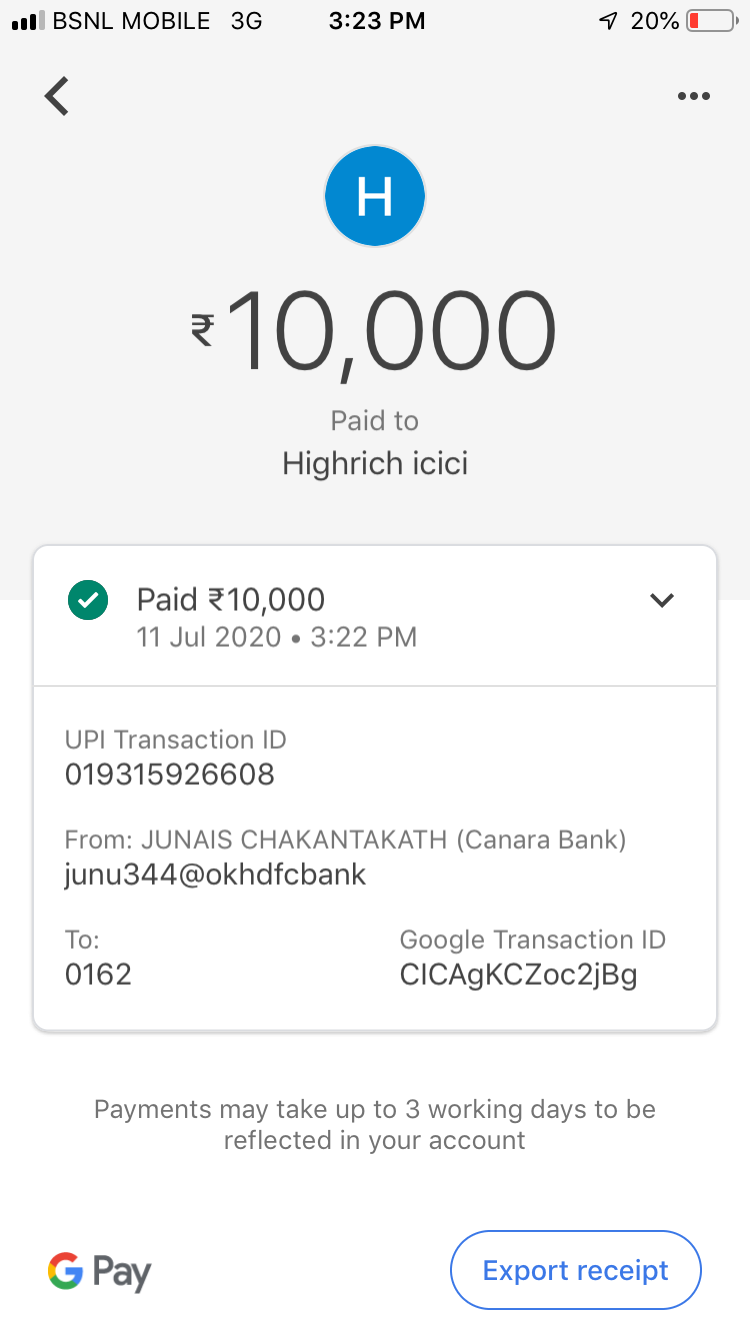 BSNL MOBILE 3G 3:23 PM 20%
H
₹10,000
Paid to
Highrich icici
Paid ₹10,000
11 Jul 2020 • 3:22 PM
UPI Transaction ID
019315926608
From: JUNAIS CHAKANTAKATH (Canara Bank)
junu344@okhdfcbank
To:
0162
Google Transaction ID
CICAgKCZoc2jBg
Payments may take up to 3 working days to be
reflected in your account
G Pay
Export receipt